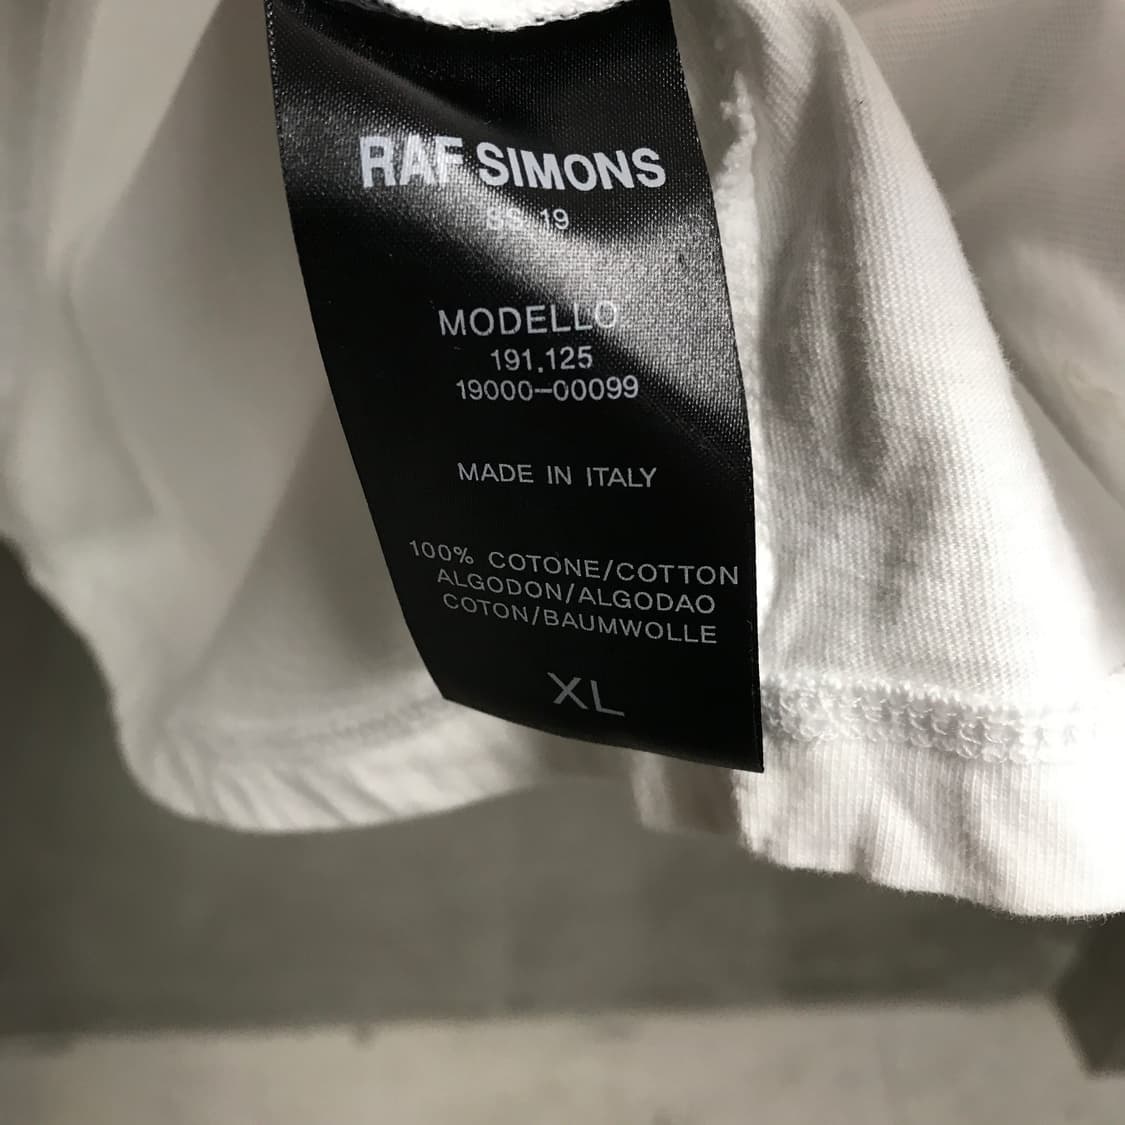 RAF SIMONS
SS 19
MODELLO
191.125
19000-00099
MADE IN ITALY
100% COTONE/COTTON
ALGODON/ALGODAO
COTON/BAUMWOLLE
XL